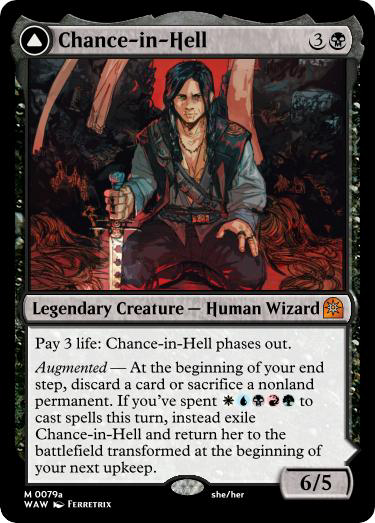 Chance-in-Hell 3
Legendary Creature — Human Wizard
Pay 3 life: Chance-in-Hell phases out.
Augmented — At the beginning of your end
step, discard a card or sacrifice a nonland
permanent. If you've spent to
cast spells this turn, instead exile
Chance-in-Hell and return her to the
battlefield transformed at the beginning of
your next upkeep.
6/5
M 0079a she/her
WAW Ferretrix